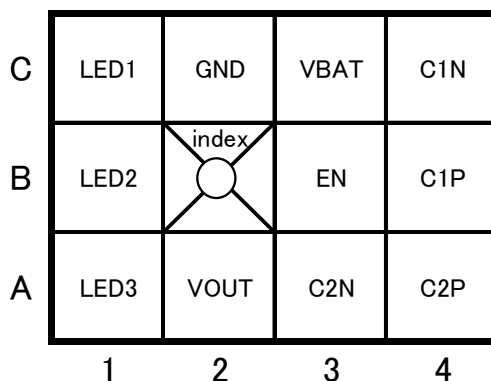 C LED1 GND VBAT C1N
index
B LED2 EN C1P
A LED3 VOUT C2N C2P
1 2 3 4